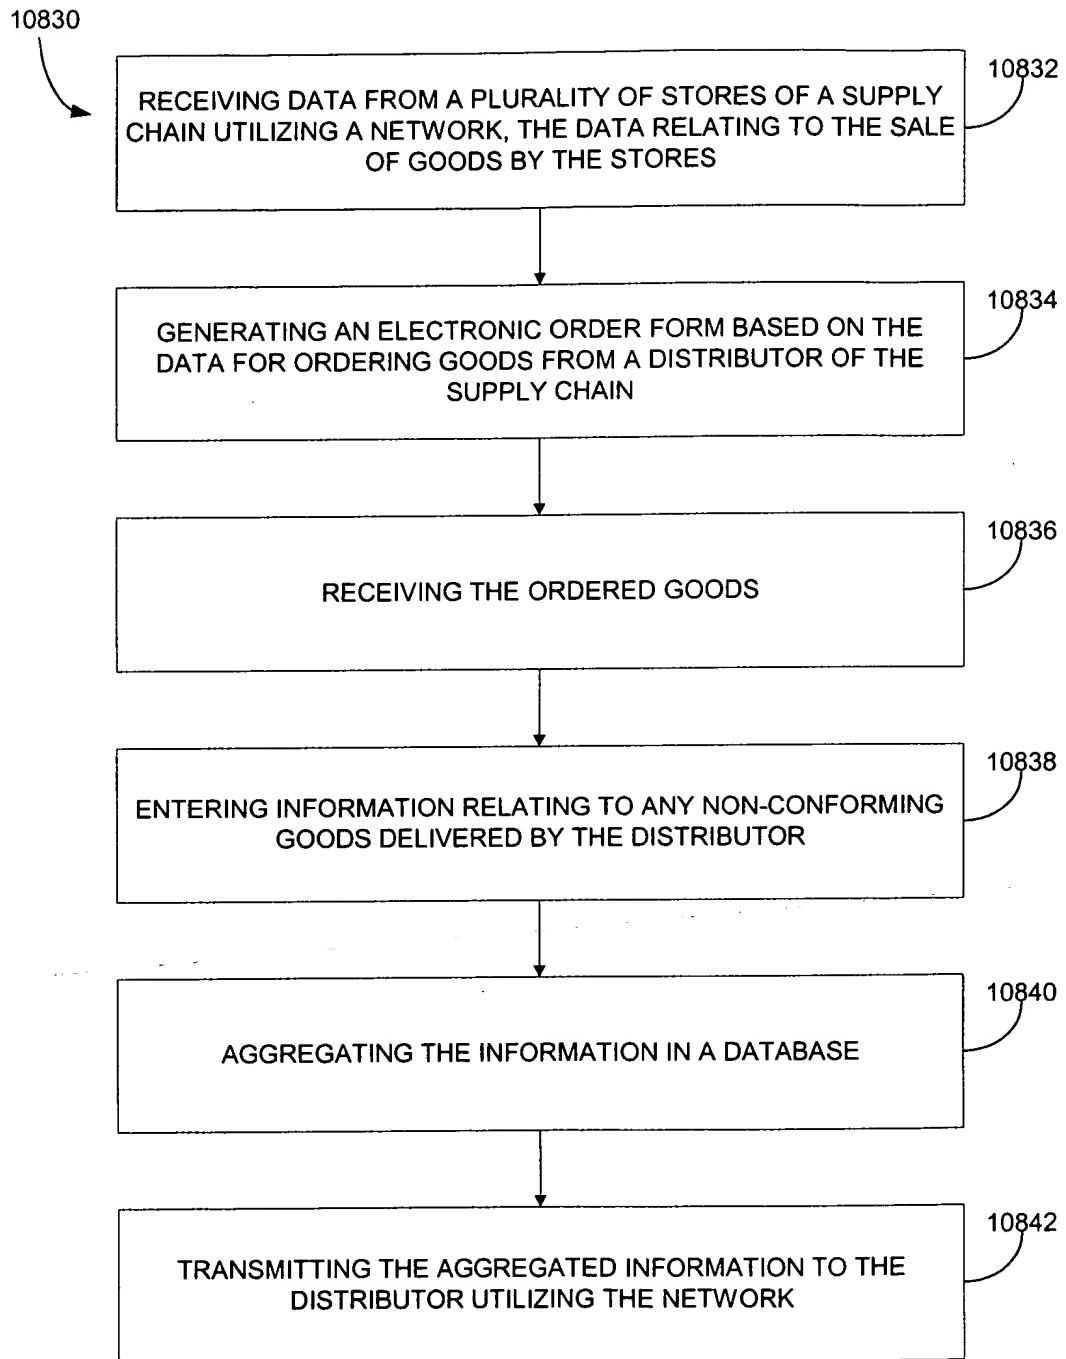 10830
10832
RECEIVING DATA FROM A PLURALITY OF STORES OF A SUPPLY
CHAIN UTILIZING A NETWORK, THE DATA RELATING TO THE SALE
OF GOODS BY THE STORES
10834
GENERATING AN ELECTRONIC ORDER FORM BASED ON THE
DATA FOR ORDERING GOODS FROM A DISTRIBUTOR OF THE
SUPPLY CHAIN
10836
RECEIVING THE ORDERED GOODS
10838
ENTERING INFORMATION RELATING TO ANY NON-CONFORMING
GOODS DELIVERED BY THE DISTRIBUTOR
10840
AGGREGATING THE INFORMATION IN A DATABASE
10842
TRANSMITTING THE AGGREGATED INFORMATION TO THE
DISTRIBUTOR UTILIZING THE NETWORK